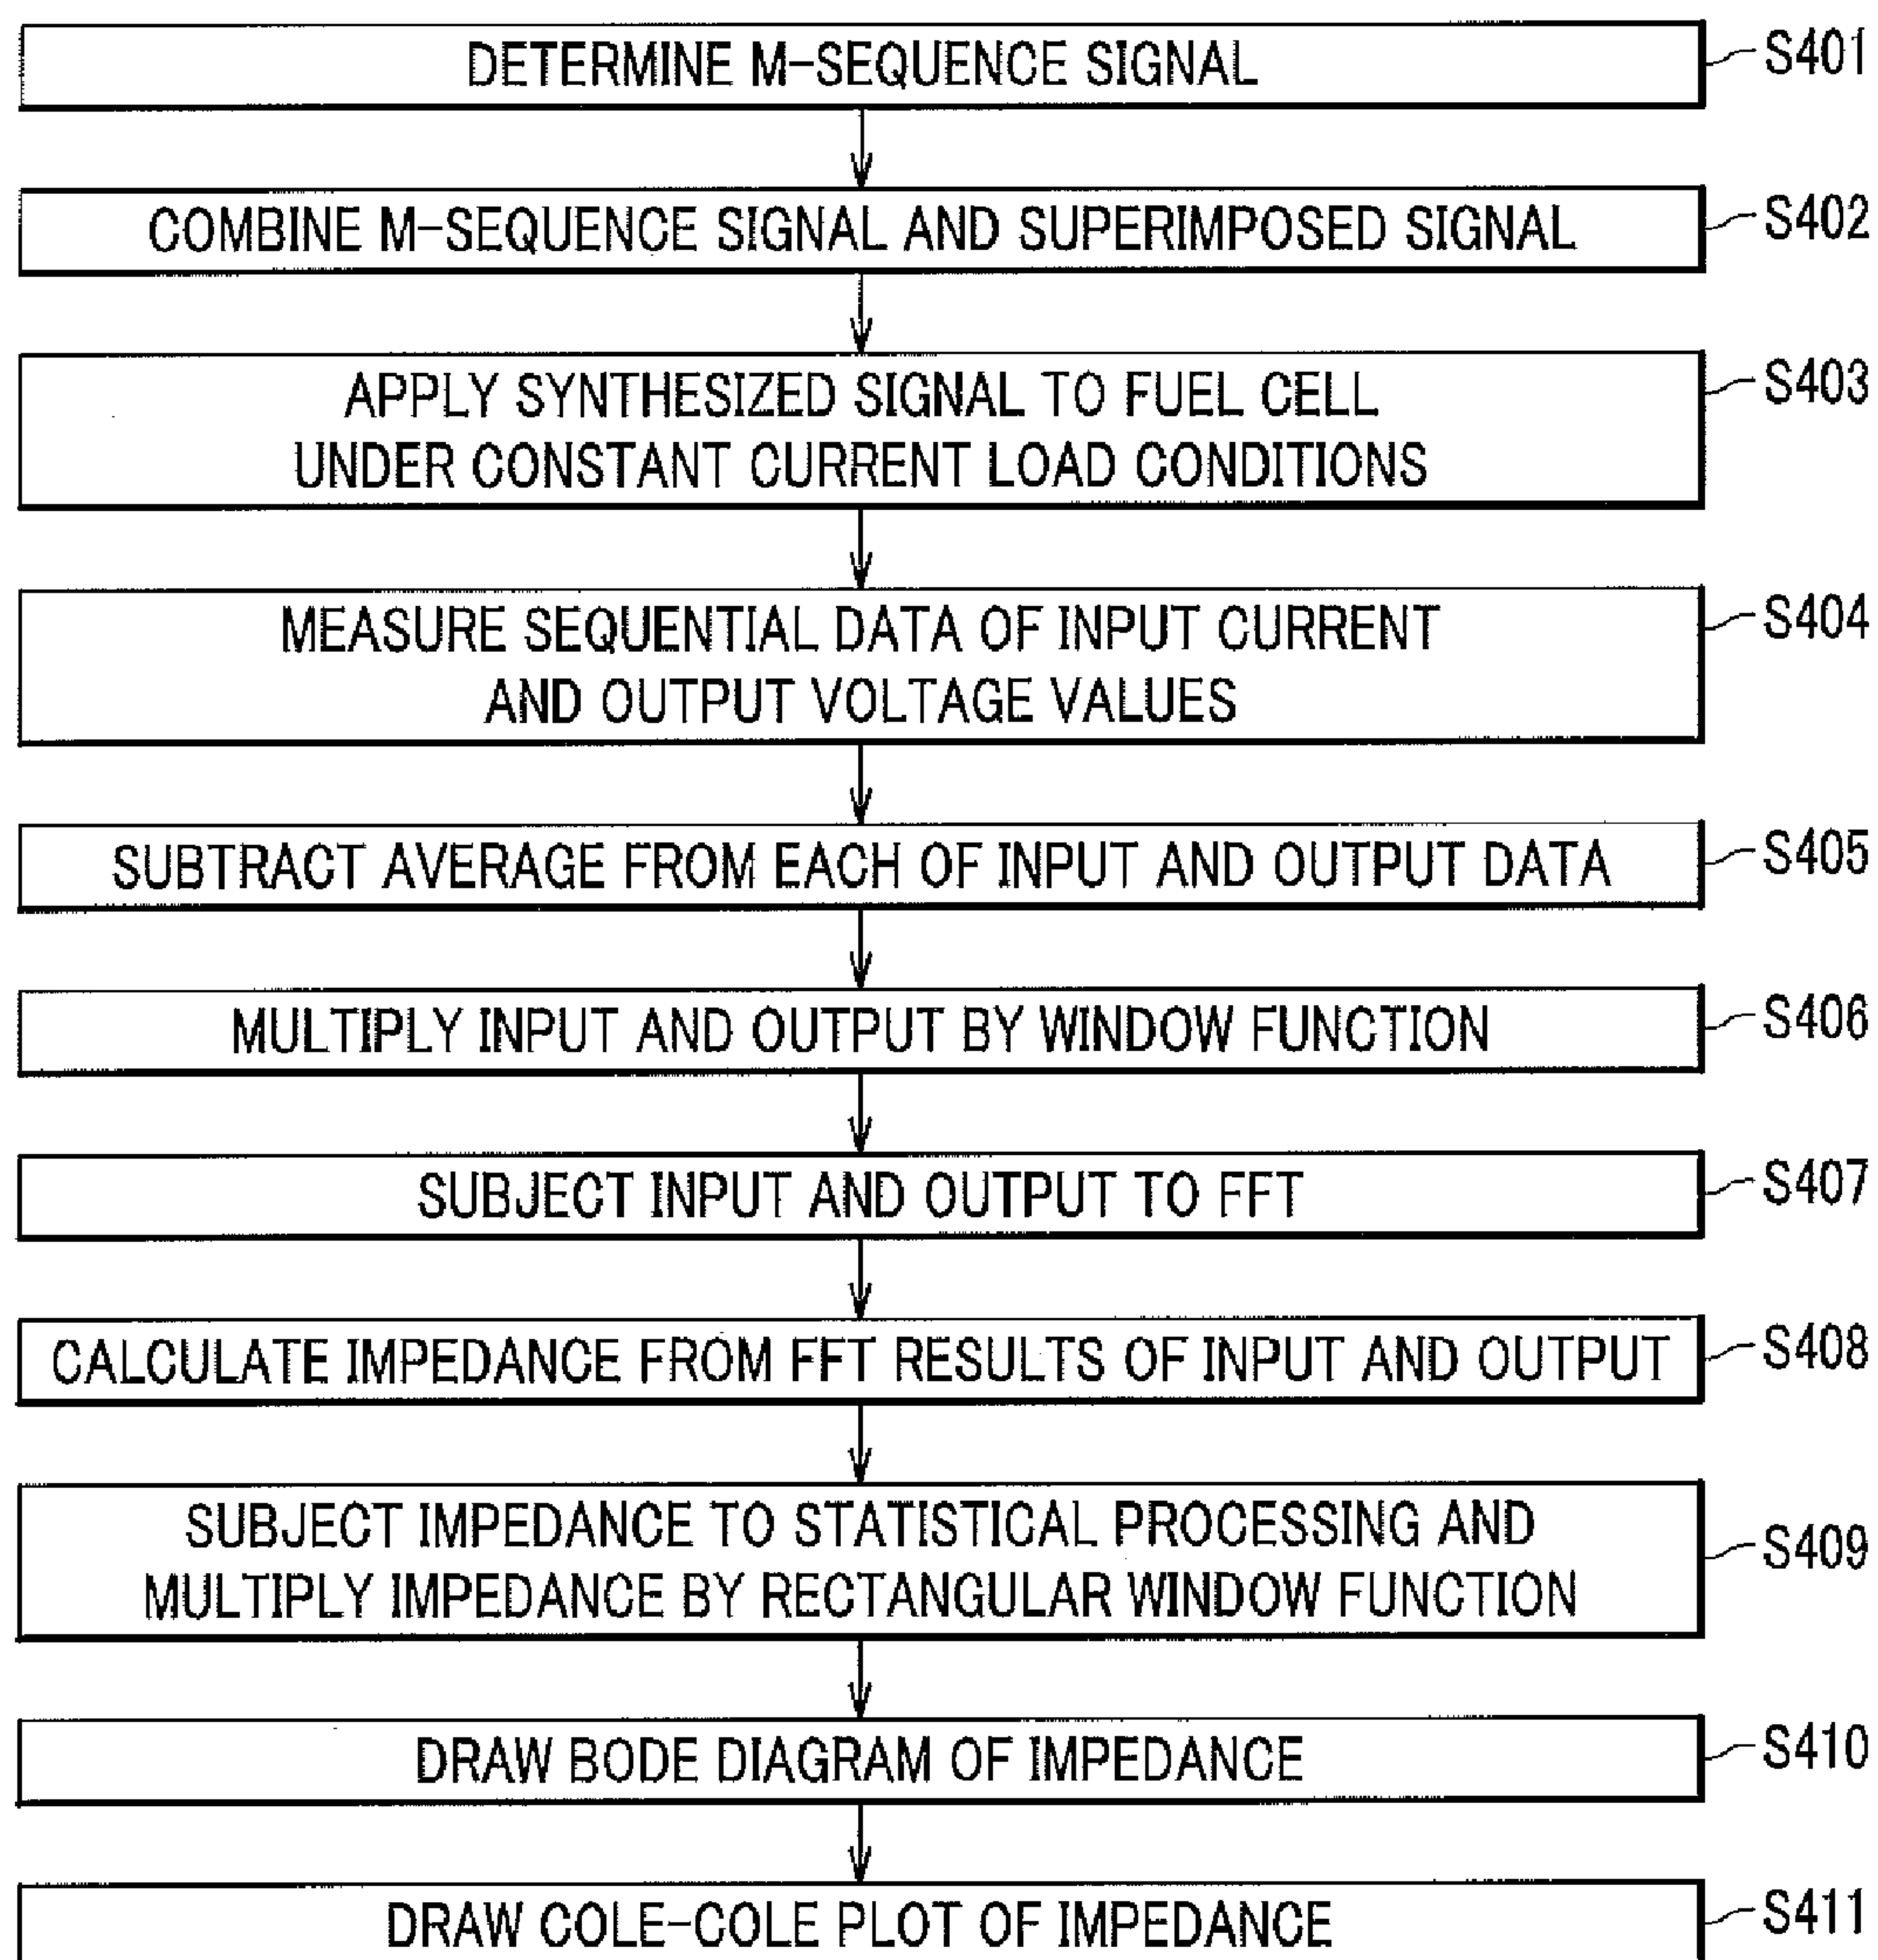 DETERMINE M-SEQUENCE SIGNAL
S401
COMBINE M-SEQUENCE SIGNAL AND SUPERIMPOSED SIGNAL
S402
APPLY SYNTHESIZED SIGNAL TO FUEL CELL
UNDER CONSTANT CURRENT LOAD CONDITIONS
S403
MEASURE SEQUENTIAL DATA OF INPUT CURRENT
AND OUTPUT VOLTAGE VALUES
S404
SUBTRACT AVERAGE FROM EACH OF INPUT AND OUTPUT DATA
S405
MULTIPLY INPUT AND OUTPUT BY WINDOW FUNCTION
S406
SUBJECT INPUT AND OUTPUT TO FFT
S407
CALCULATE IMPEDANCE FROM FFT RESULTS OF INPUT AND OUTPUT
S408
SUBJECT IMPEDANCE TO STATISTICAL PROCESSING AND
MULTIPLY IMPEDANCE BY RECTANGULAR WINDOW FUNCTION
S409
DRAW BODE DIAGRAM OF IMPEDANCE
S410
DRAW COLE-COLE PLOT OF IMPEDANCE
S411